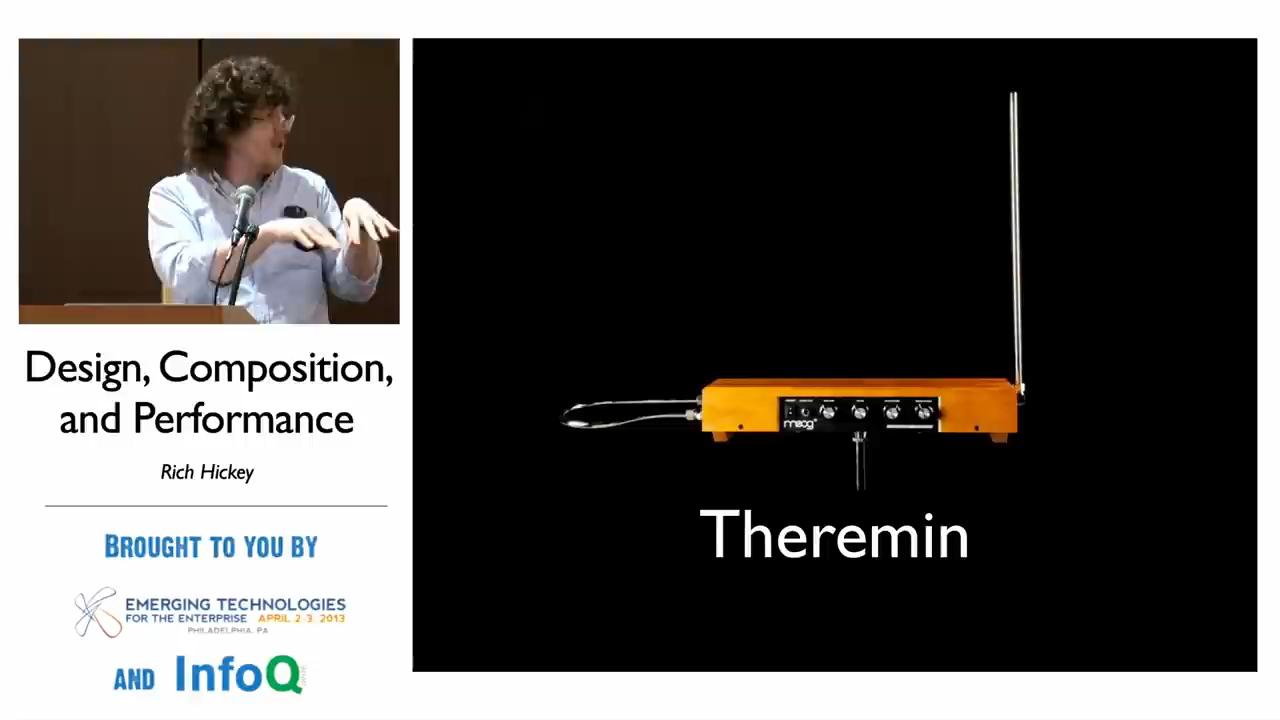 Design, Composition,
and Performance
Rich Hickey
BROUGHT TO YOU BY
EMERGING TECHNOLOGIES
FOR THE ENTERPRISE APRIL 2-3, 2013
PHILADELPHIA, PA
AND InfoQ
moog
Theremin